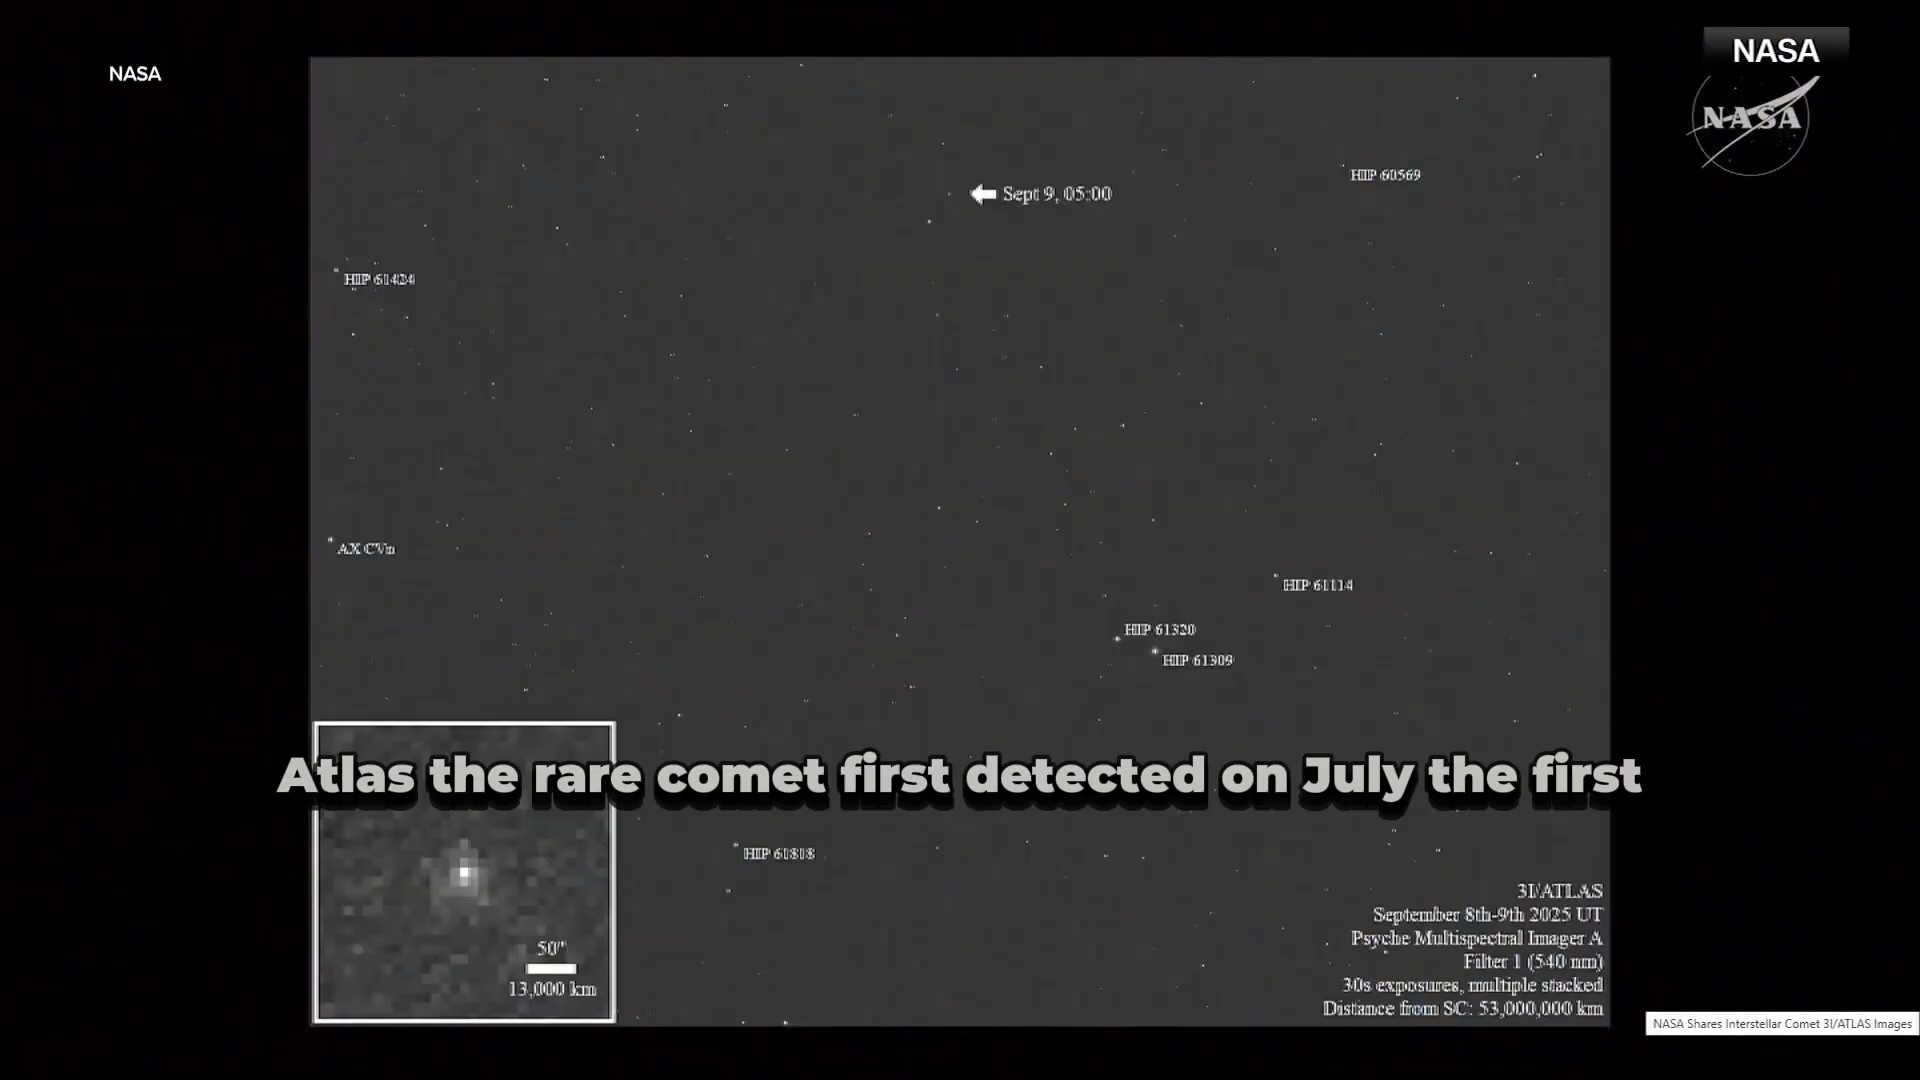 NASA
NASA
NASA
HIP 60569
Sept 9, 05:00
HIP 61424
AX CVn
HIP 61114
HIP 61320
HIP 61309
Atlas the rare comet first detected on July the first
HIP 61818
3I/ATLAS
September 8th-9th 2025 UT
Psyche Multispectral Imager A
Filter 1 (540 nm)
30s exposures, multiple stacked
Distance from SC: 53,000,000 km
50"
13,000 km
NASA Shares Interstellar Comet 3I/ATLAS Images